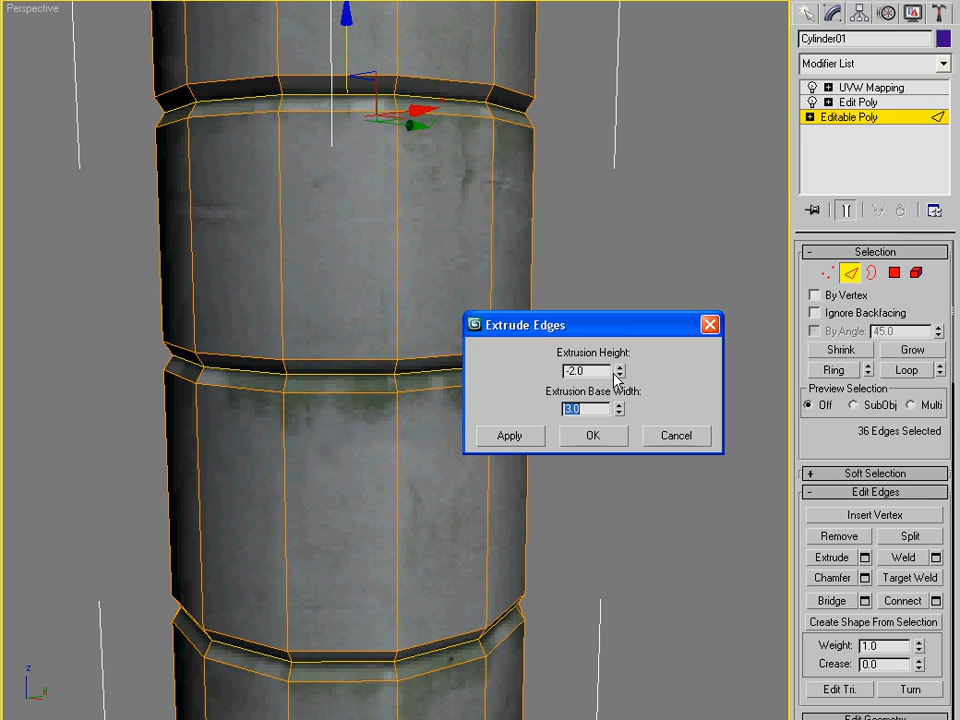 Perspective
Cylinder01
Modifier List
UVW Mapping
Edit Poly
Editable Poly
Selection
By Vertex
Ignore Backfacing
By Angle: 45.0
Shrink
Grow
Ring
Loop
Preview Selection
Off
SubObj
Multi
36 Edges Selected
Soft Selection
Edit Edges
Insert Vertex
Remove
Split
Extrude
Weld
Chamfer
Target Weld
Bridge
Connect
Create Shape From Selection
Weight: 1.0
Crease: 0.0
Edit Tri.
Turn
Edit Geometry
Extrude Edges
Extrusion Height:
-2.0
Extrusion Base Width:
3.0
Apply
OK
Cancel
z
x